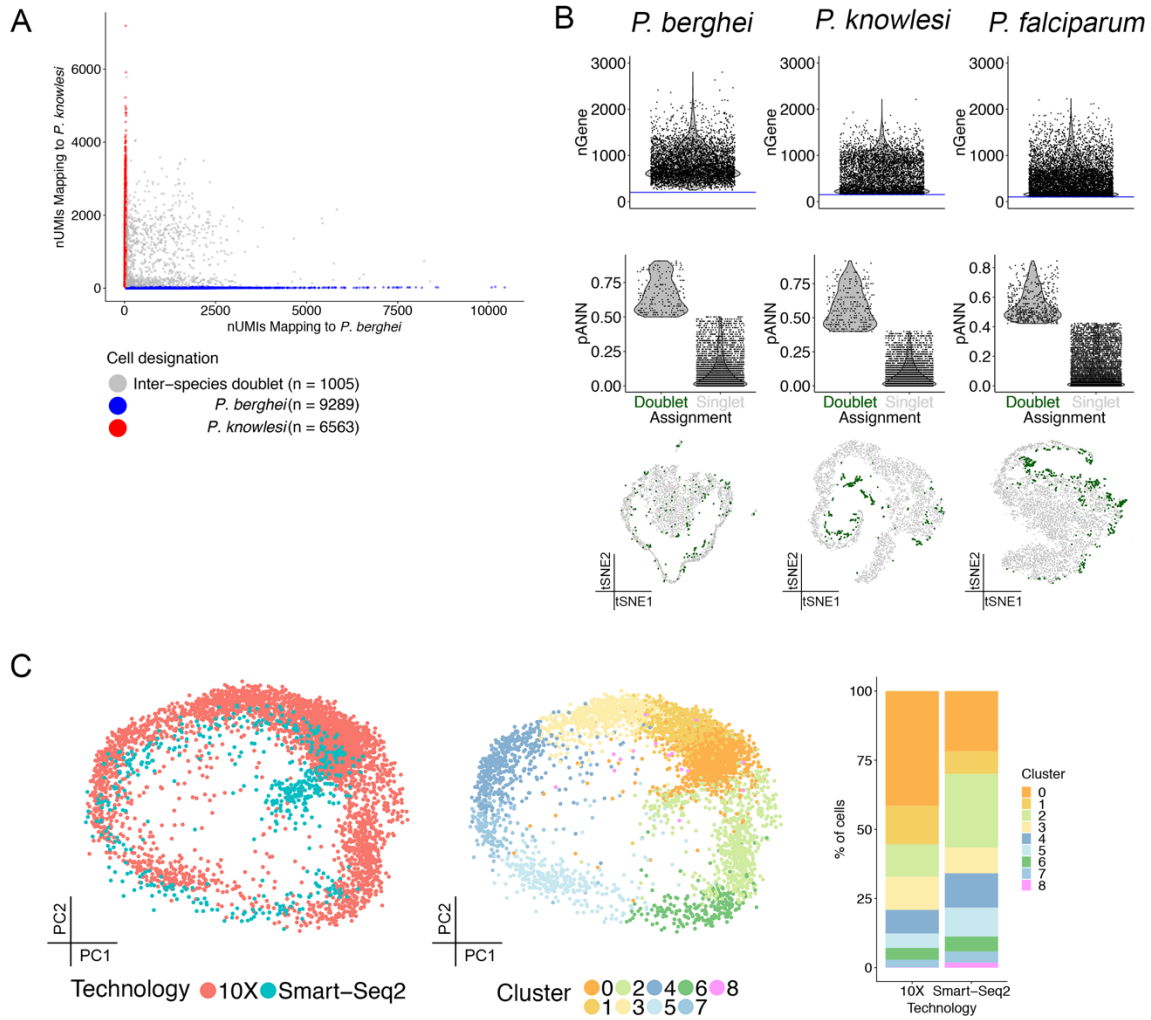 A
nUMIs Mapping to P. knowlesi
6000
4000
2000
0
0 2500 5000 7500 10000
nUMIs Mapping to P. berghei
Cell designation
Inter-species doublet (n = 1005)
P. berghei(n = 9289)
P. knowlesi(n = 6563)
B
P. berghei P. knowlesi P. falciparum
nGene
3000
2000
1000
0
nGene
3000
2000
1000
0
nGene
3000
2000
1000
0
pANN
0.75
0.50
0.25
0.00
Doublet Singlet
Assignment
pANN
0.75
0.50
0.25
0.00
Doublet Singlet
Assignment
pANN
0.8
0.6
0.4
0.2
0.0
Doublet Singlet
Assignment
tSNE2
tSNE1
tSNE2
tSNE1
tSNE2
tSNE1
C
PC2
PC1
Technology 10X Smart-Seq2
PC2
PC1
Cluster 0 2 4 6 8
1 3 5 7
% of cells
100
75
50
25
0
10X Smart-Seq2
Technology
Cluster
0
1
2
3
4
5
6
7
8